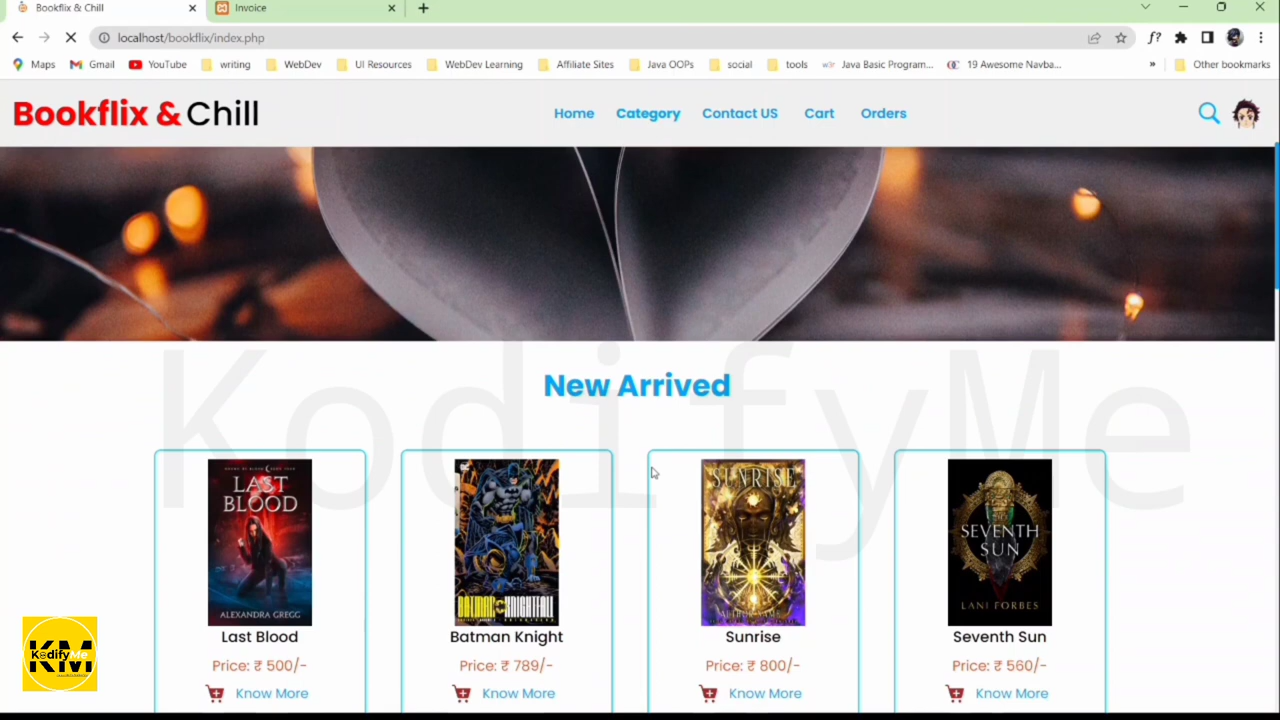 Bookflix & Chill
Invoice
localhost/bookflix/index.php
f?
Maps
Gmail
YouTube
writing
WebDev
UI Resources
WebDev Learning
Affiliate Sites
Java OOPs
social
tools
Java Basic Program...
19 Awesome Navba...
»
Other bookmarks
Bookflix & Chill
Home
Category
Contact US
Cart
Orders
New Arrived
KodifyMe
LAST
BLOOD
ALEXANDRA GREGG
BATMAN KNIGHTFALL
SUNRISE
SEVENTH
SUN
LANI FORBES
Last Blood
Batman Knight
Sunrise
Seventh Sun
Price: ₹ 500/-
Price: ₹ 789/-
Price: ₹ 800/-
Price: ₹ 560/-
Know More
Know More
Know More
Know More
KM
KodifyMe